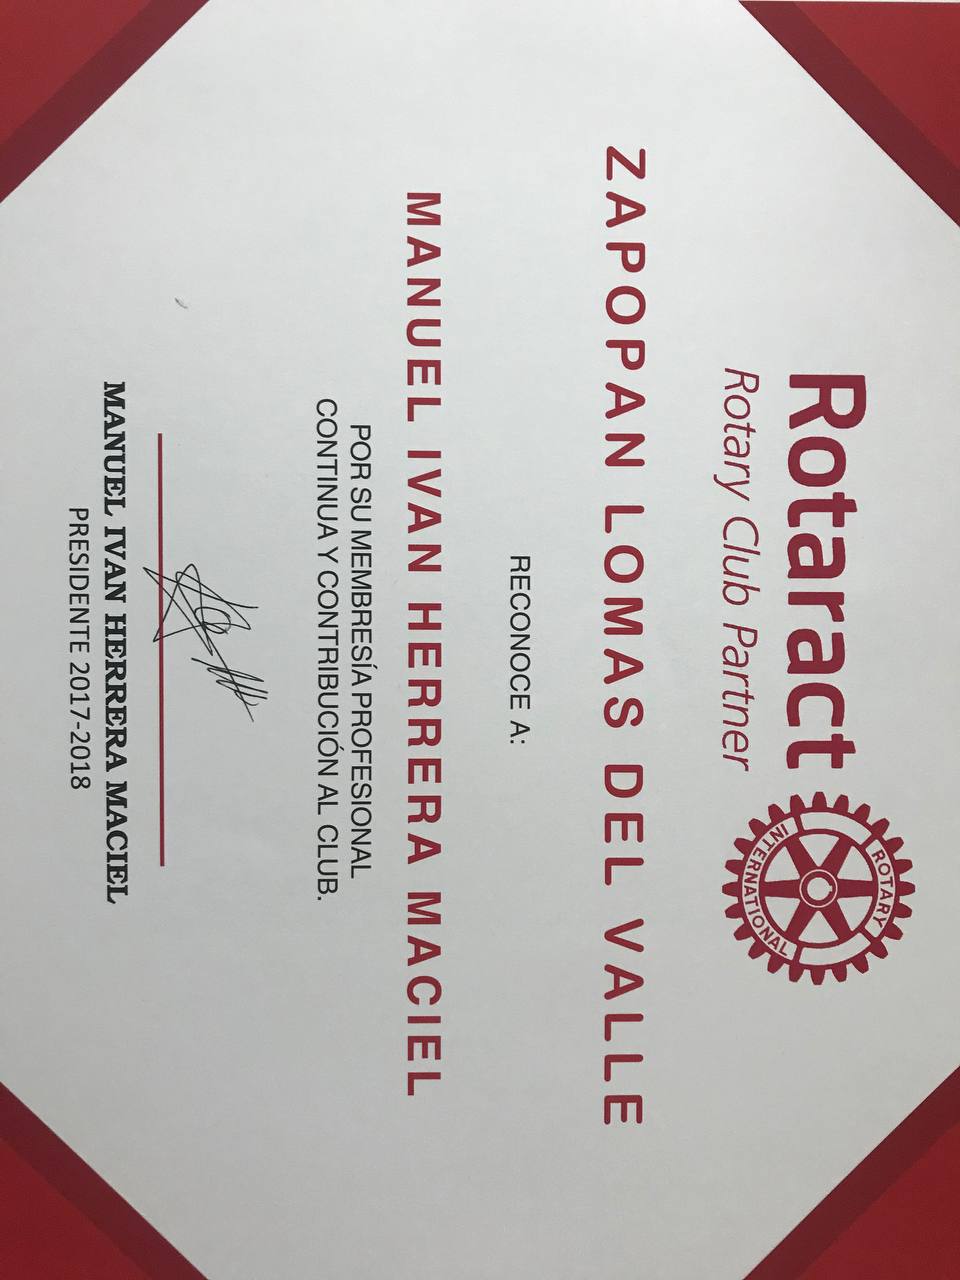 Rotaract
Rotary Club Partner
ROTARY
INTERNATIONAL
ZAPOPAN LOMAS DEL VALLE
RECONOCE A:
MANUEL IVAN HERRERA MACIEL
POR SU MEMBRESÍA PROFESIONAL
CONTINUA Y CONTRIBUCIÓN AL CLUB.
MANUEL IVAN HERRERA MACIEL
PRESIDENTE 2017-2018